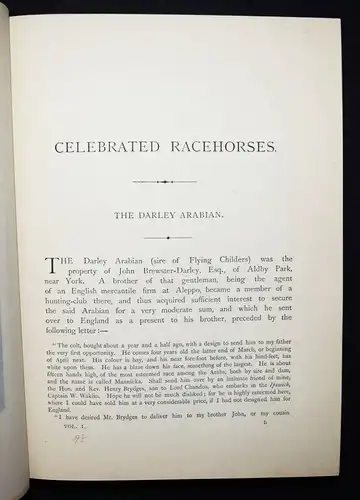 CELEBRATED RACEHORSES.
THE DARLEY ARABIAN.
THE Darley Arabian (sire of Flying Childers) was the
property of John Brewster-Darley, Esq., of Aldby Park,
near York. A brother of that gentleman, being the agent
of an English mercantile firm at Aleppo, became a member of a
hunting-club there, and thus acquired sufficient interest to secure
the said Arabian for a very moderate sum, and which he sent
over to England as a present to his brother, preceded by the
following letter:—
"The colt, bought about a year and a half ago, with a design to send him to my father
the very first opportunity. He comes four years old the latter end of March, or beginning
of April next. His colour is bay, and his near fore-foot before, with his hind-feet, has
white upon them. He has a blaze down his face, something of the largest. He is about
fifteen hands high, of the most esteemed race among the Arabs, both by sire and dam,
and the name is called Mannicka. Shall send him over by an intimate friend of mine,
the Hon. and Rev. Henry Brydges, son to Lord Chandos, who embarks in the Ipswich,
Captain W. Waklin. Hope he will not be much disliked; for he is highly esteemed here,
where I could have sold him at a very considerable price, if I had not designed him for
England.
"I have desired Mr. Brydges to deliver him to my brother John, or my cousin
VOL. I. b